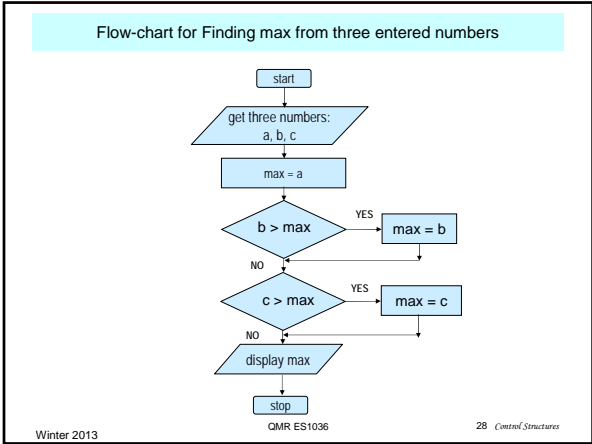 Flow-chart for Finding max from three entered numbers
start
get three numbers:
a, b, c
max = a
b > max
YES
max = b
NO
c > max
YES
max = c
NO
display max
stop
Winter 2013
QMR ES1036
28 Control Structures